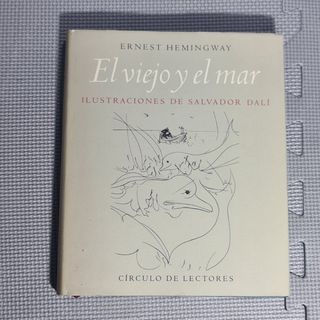 ERNEST HEMINGWAY
El viejo y el mar
ILUSTRACIONES DE SALVADOR DALÍ
CÍRCULO DE LECTORES